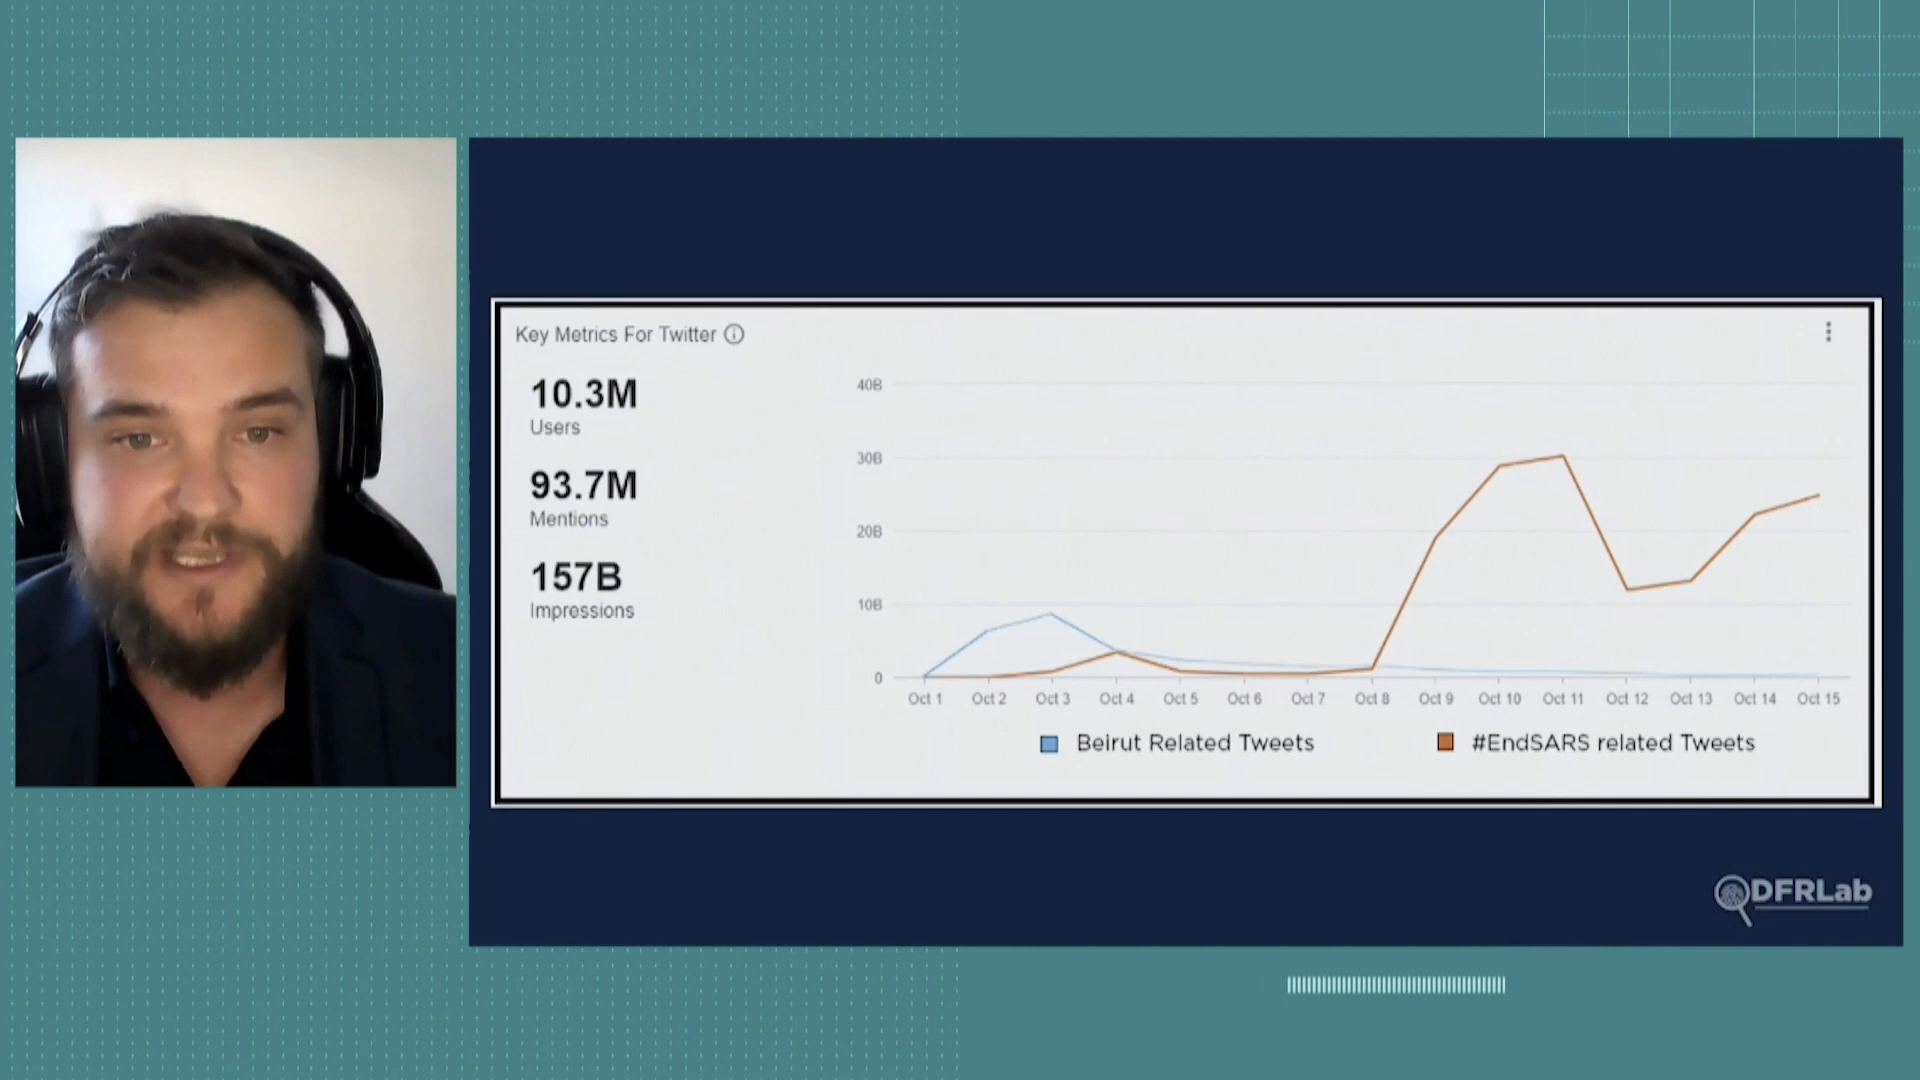 Key Metrics For Twitter
10.3M
Users
93.7M
Mentions
157B
Impressions
40B
30B
20B
10B
0
Oct 1 Oct 2 Oct 3 Oct 4 Oct 5 Oct 6 Oct 7 Oct 8 Oct 9 Oct 10 Oct 11 Oct 12 Oct 13 Oct 14 Oct 15
Beirut Related Tweets #EndSARS related Tweets
DFRLab